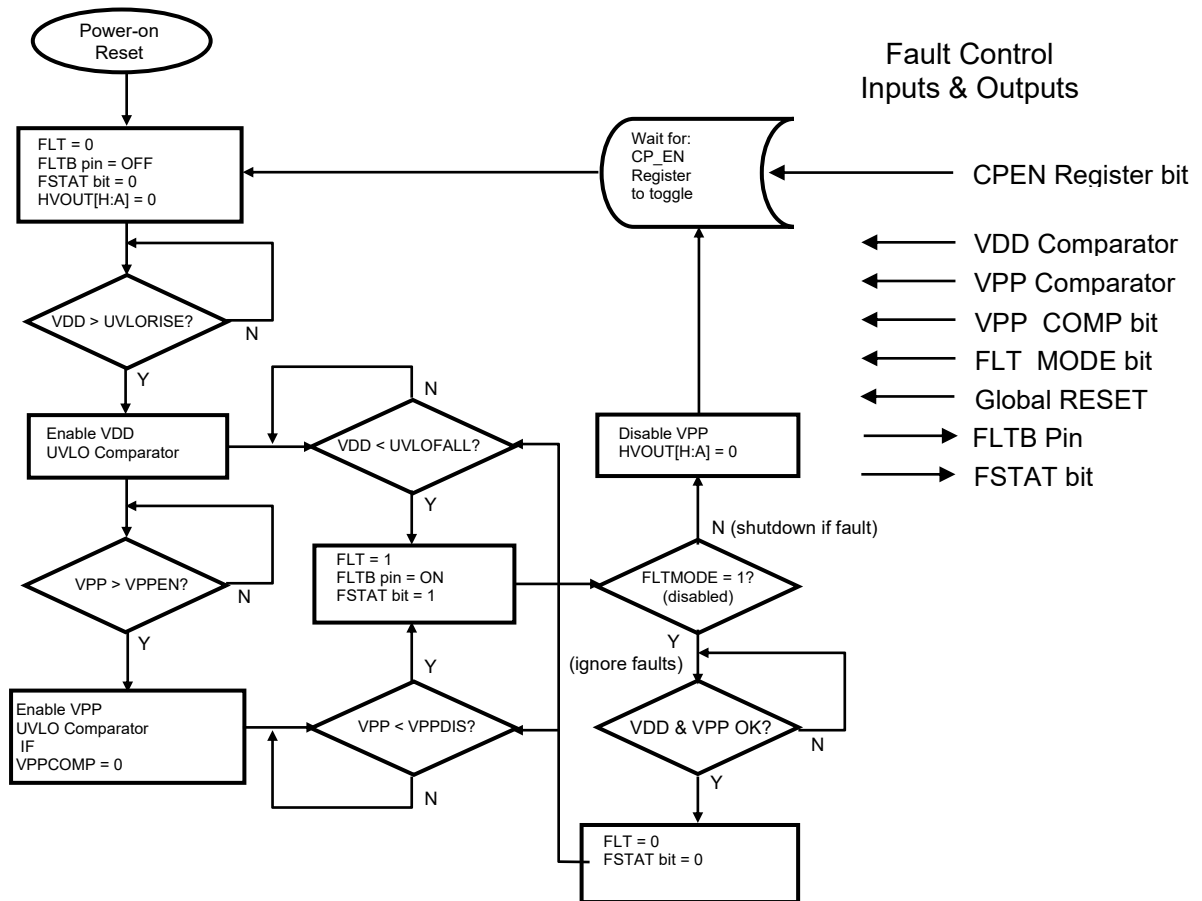 Power-on
Reset
Fault Control
Inputs & Outputs
FLT = 0
FLTB pin = OFF
FSTAT bit = 0
HVOUT[H:A] = 0
Wait for:
CP_EN
Register
to toggle
CPEN Register bit
VDD Comparator
VPP Comparator
VPP COMP bit
FLT MODE bit
Global RESET
FLTB Pin
FSTAT bit
VDD > UVLORISE?
N
Y
Enable VDD
UVLO Comparator
N
VDD < UVLOFALL?
Y
Disable VPP
HVOUT[H:A] = 0
N (shutdown if fault)
VPP > VPPEN?
N
Y
FLT = 1
FLTB pin = ON
FSTAT bit = 1
FLTMODE = 1?
(disabled)
Y
(ignore faults)
Enable VPP
UVLO Comparator
IF
VPPCOMP = 0
Y
VPP < VPPDIS?
N
VDD & VPP OK?
N
Y
FLT = 0
FSTAT bit = 0